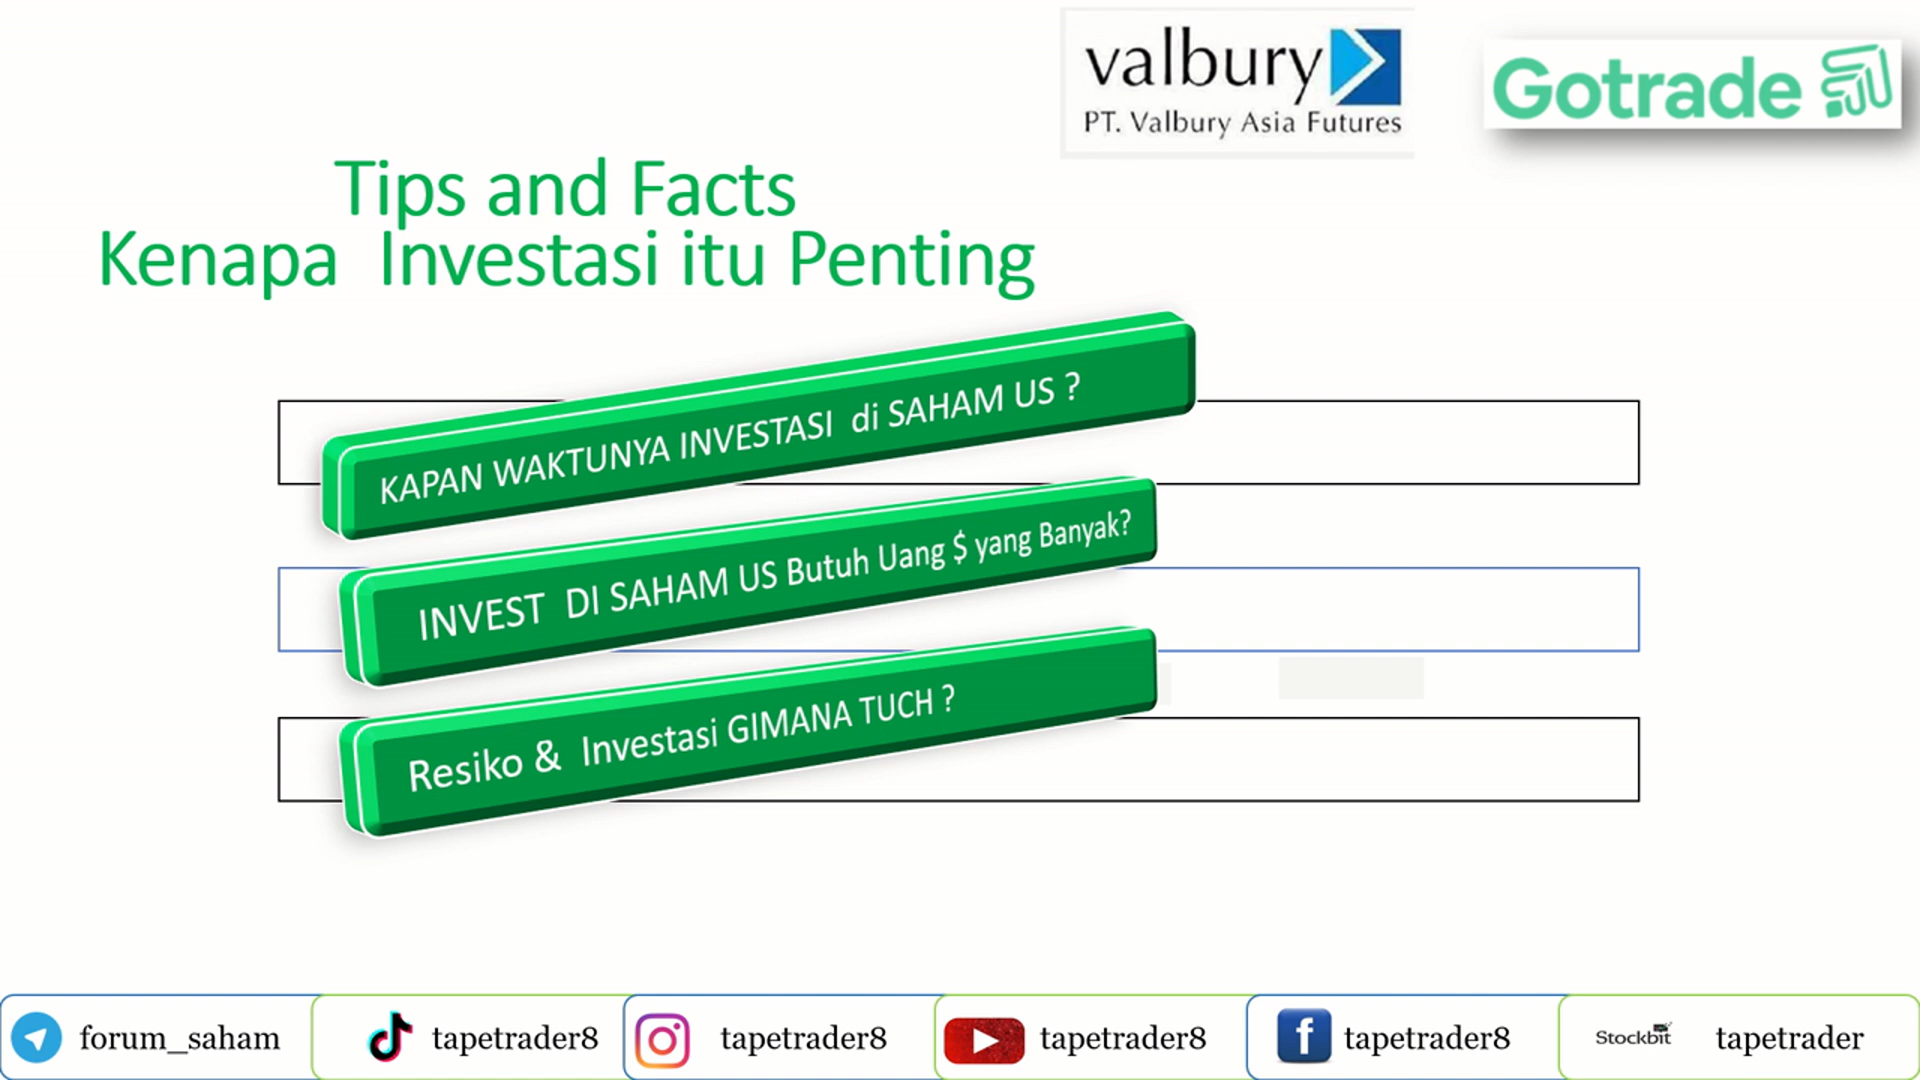 valbury
PT. Valbury Asia Futures
Gotrade
Tips and Facts
Kenapa Investasi itu Penting
KAPAN WAKTUNYA INVESTASI di SAHAM US ?
INVEST DI SAHAM US Butuh Uang $ yang Banyak?
Resiko & Investasi GIMANA TUCH ?
forum_saham
tapetrader8
tapetrader8
tapetrader8
tapetrader8
Stockbit
tapetrader